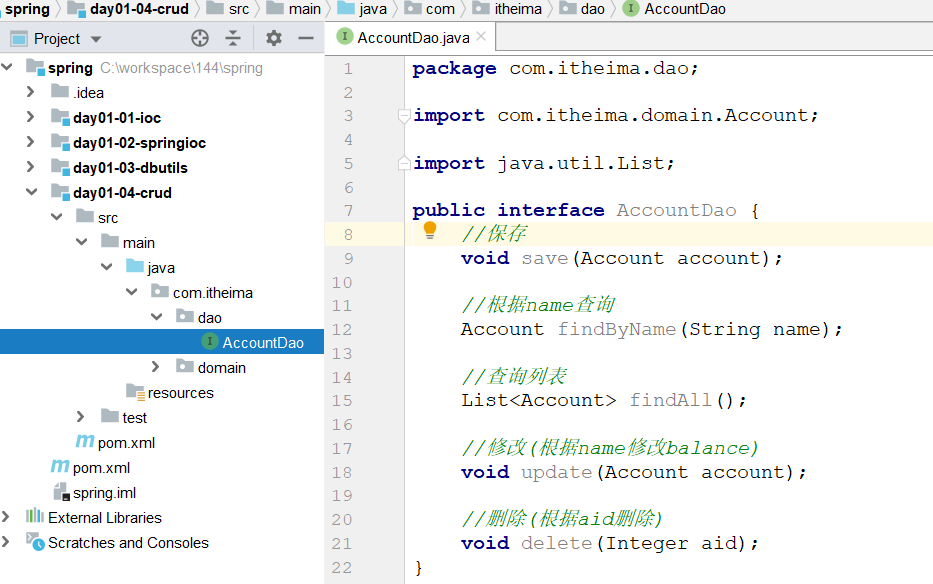 spring day01-04-crud src main java com itheima dao I AccountDao
Project
I AccountDao.java
spring C:\workspace\144\spring
.idea
day01-01-ioc
day01-02-springioc
day01-03-dbutils
day01-04-crud
src
main
java
com.itheima
dao
I AccountDao
domain
resources
test
m pom.xml
m pom.xml
spring.iml
External Libraries
Scratches and Consoles
1 package com.itheima.dao;
2
3 import com.itheima.domain.Account;
4
5 import java.util.List;
6
7 public interface AccountDao {
8 //保存
9 void save(Account account);
10
11 //根据name查询
12 Account findByName(String name);
13
14 //查询列表
15 List<Account> findAll();
16
17 //修改(根据name修改balance)
18 void update(Account account);
19
20 //删除(根据aid删除)
21 void delete(Integer aid);
22 }